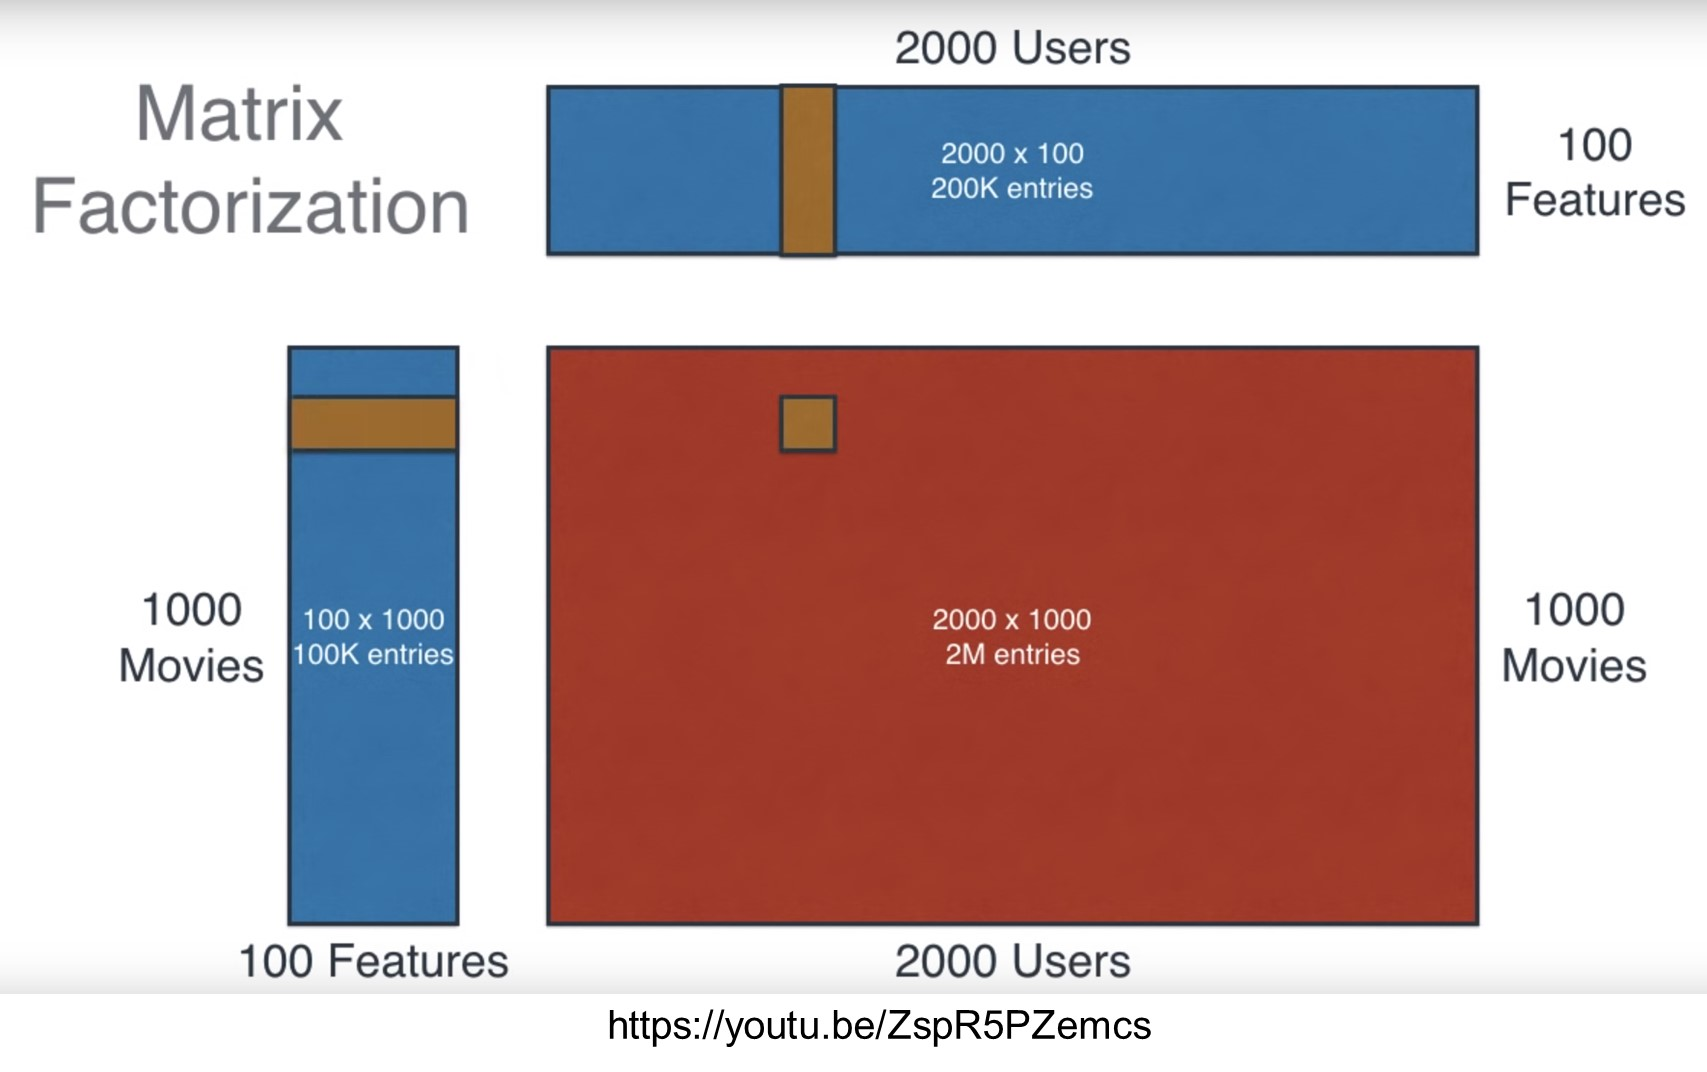 Matrix
Factorization
2000 Users
2000 x 100
200K entries
100
Features
1000
Movies
100 x 1000
100K entries
2000 x 1000
2M entries
1000
Movies
100 Features
2000 Users
https://youtu.be/ZspR5PZemcs